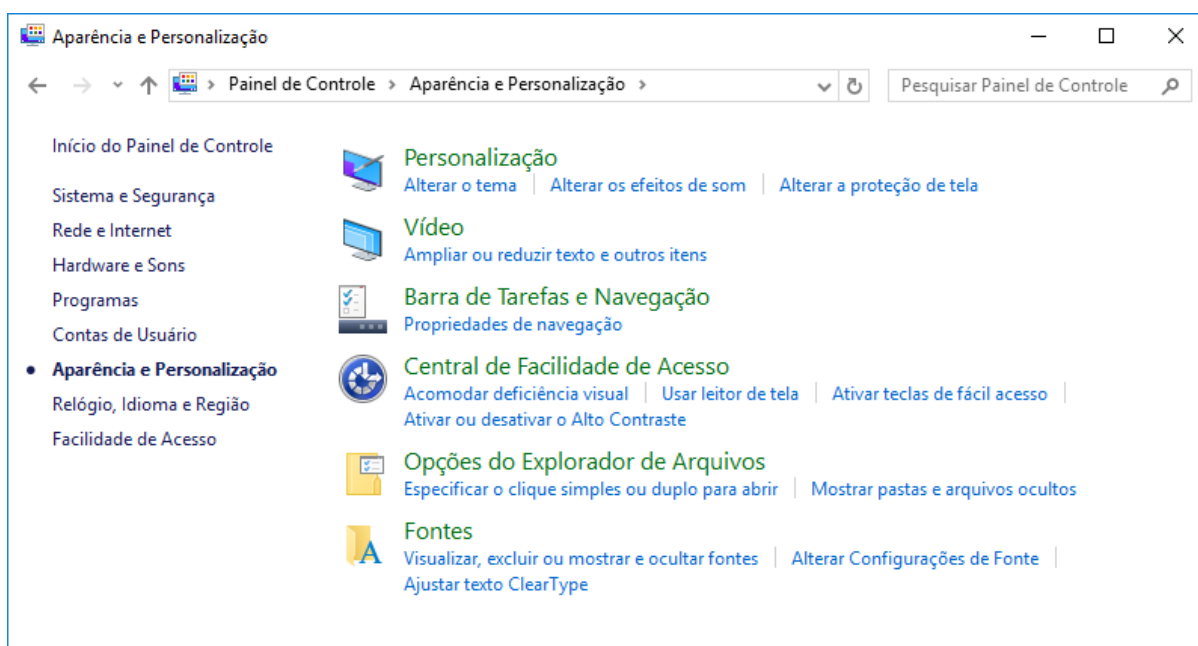 Aparência e Personalização
Painel de Controle > Aparência e Personalização >
Pesquisar Painel de Controle
Início do Painel de Controle
Sistema e Segurança
Rede e Internet
Hardware e Sons
Programas
Contas de Usuário
Aparência e Personalização
Relógio, Idioma e Região
Facilidade de Acesso
Personalização
Alterar o tema | Alterar os efeitos de som | Alterar a proteção de tela
Vídeo
Ampliar ou reduzir texto e outros itens
Barra de Tarefas e Navegação
Propriedades de navegação
Central de Facilidade de Acesso
Acomodar deficiência visual | Usar leitor de tela | Ativar teclas de fácil acesso |
Ativar ou desativar o Alto Contraste
Opções do Explorador de Arquivos
Especificar o clique simples ou duplo para abrir | Mostrar pastas e arquivos ocultos
Fontes
Visualizar, excluir ou mostrar e ocultar fontes | Alterar Configurações de Fonte |
Ajustar texto ClearType